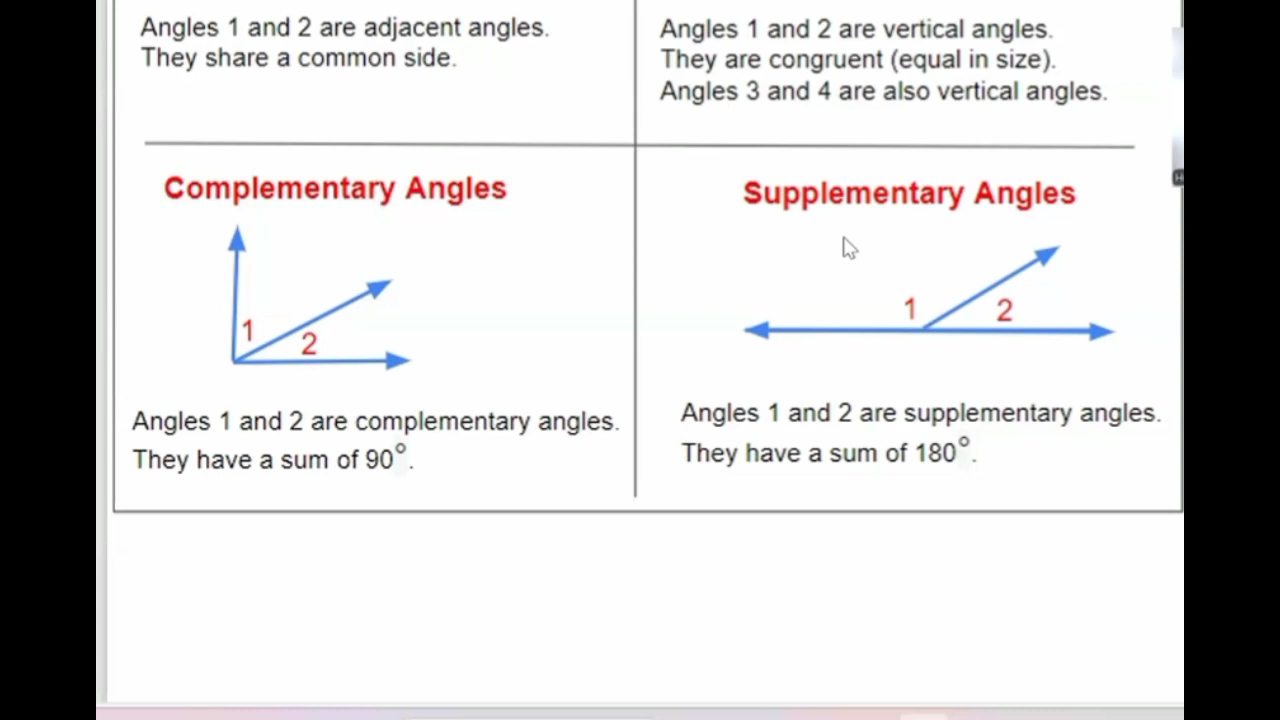 Angles 1 and 2 are adjacent angles.
They share a common side.
Angles 1 and 2 are vertical angles.
They are congruent (equal in size).
Angles 3 and 4 are also vertical angles.
Complementary Angles
1
2
Angles 1 and 2 are complementary angles.
They have a sum of 90°.
Supplementary Angles
1
2
Angles 1 and 2 are supplementary angles.
They have a sum of 180°.